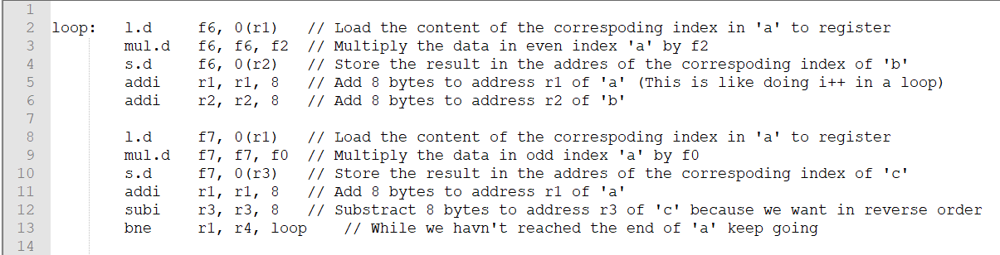 1
2 loop: l.d f6, 0(r1) // Load the content of the correspoding index in 'a' to register
3 mul.d f6, f6, f2 // Multiply the data in even index 'a' by f2
4 s.d f6, 0(r2) // Store the result in the addres of the correspoding index of 'b'
5 addi r1, r1, 8 // Add 8 bytes to address r1 of 'a' (This is like doing i++ in a loop)
6 addi r2, r2, 8 // Add 8 bytes to address r2 of 'b'
7
8 l.d f7, 0(r1) // Load the content of the correspoding index in 'a' to register
9 mul.d f7, f7, f0 // Multiply the data in odd index 'a' by f0
10 s.d f7, 0(r3) // Store the result in the addres of the correspoding index of 'c'
11 addi r1, r1, 8 // Add 8 bytes to address r1 of 'a'
12 subi r3, r3, 8 // Substract 8 bytes to address r3 of 'c' because we want in reverse order
13 bne r1, r4, loop // While we havn't reached the end of 'a' keep going
14